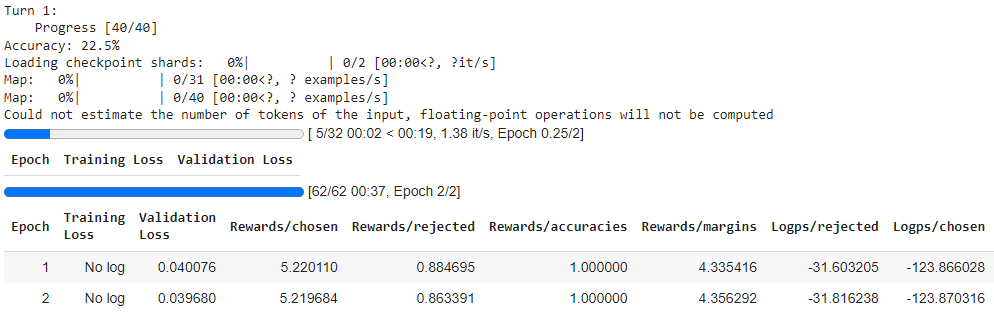 Turn 1:
Progress [40/40]
Accuracy: 22.5%
Loading checkpoint shards:   0%|          | 0/2 [00:00<?, ?it/s]
Map:   0%|          | 0/31 [00:00<?, ? examples/s]
Map:   0%|          | 0/40 [00:00<?, ? examples/s]
Could not estimate the number of tokens of the input, floating-point operations will not be computed
[ 5/32 00:02 < 00:19, 1.38 it/s, Epoch 0.25/2]
Epoch Training Loss Validation Loss
[62/62 00:37, Epoch 2/2]
Epoch Training Loss Validation Loss Rewards/chosen Rewards/rejected Rewards/accuracies Rewards/margins Logps/rejected Logps/chosen
1 No log 0.040076 5.220110 0.884695 1.000000 4.335416 -31.603205 -123.866028
2 No log 0.039680 5.219684 0.863391 1.000000 4.356292 -31.816238 -123.870316